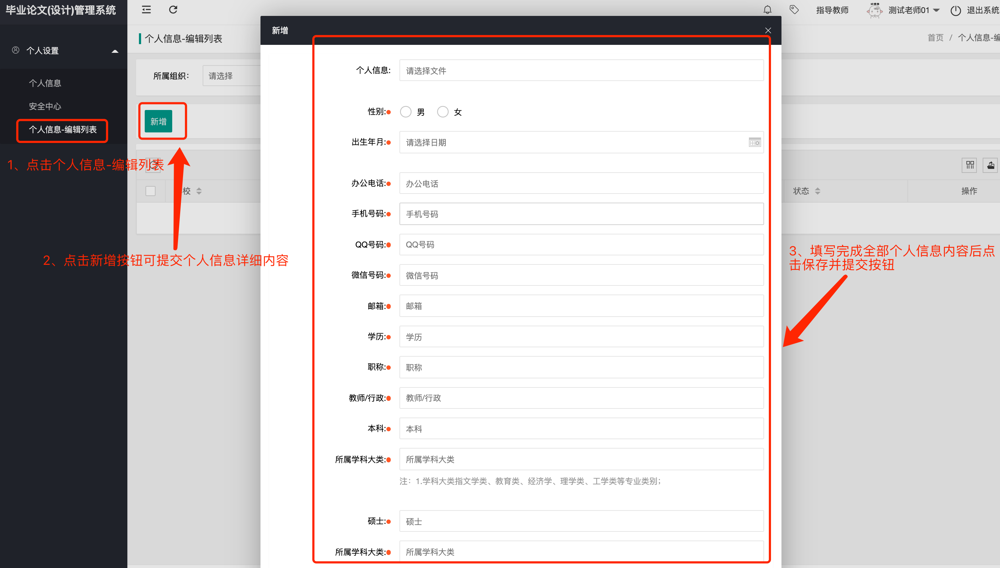 毕业论文(设计)管理系统
指导教师
测试老师01
退出系统
个人设置
个人信息
安全中心
个人信息-编辑列表
个人信息-编辑列表
首页 / 个人信息-编
所属组织：
请选择
新增
1、点击个人信息-编辑列表
校
状态
操作
2、点击新增按钮可提交个人信息详细内容
新增
个人信息:
请选择文件
性别:
男
女
出生年月:
请选择日期
办公电话:
办公电话
手机号码:
手机号码
QQ号码:
QQ号码
微信号码:
微信号码
邮箱:
邮箱
学历:
学历
职称:
职称
教师/行政:
教师/行政
本科:
本科
所属学科大类:
所属学科大类
注：1.学科大类指文学类、教育类、经济学、理学类、工学类等专业类别；
硕士:
硕士
所属学科大类:
所属学科大类
3、填写完成全部个人信息内容后点
击保存并提交按钮